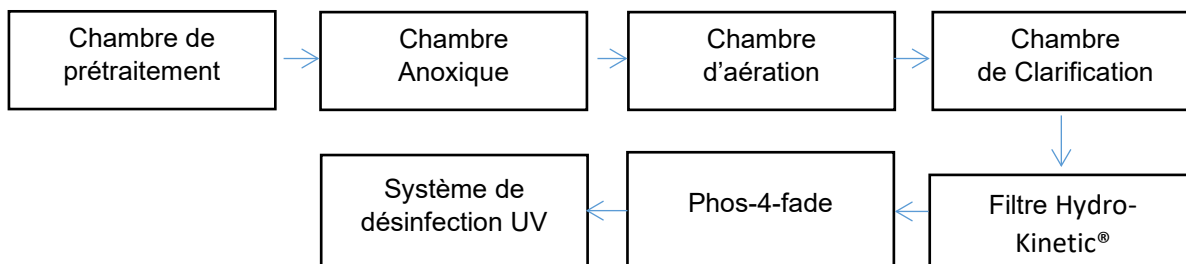 Chambre de
prétraitement
Chambre
Anoxique
Chambre
d’aération
Chambre
de Clarification
Filtre Hydro-
Kinetic®
Phos-4-fade
Système de
désinfection UV